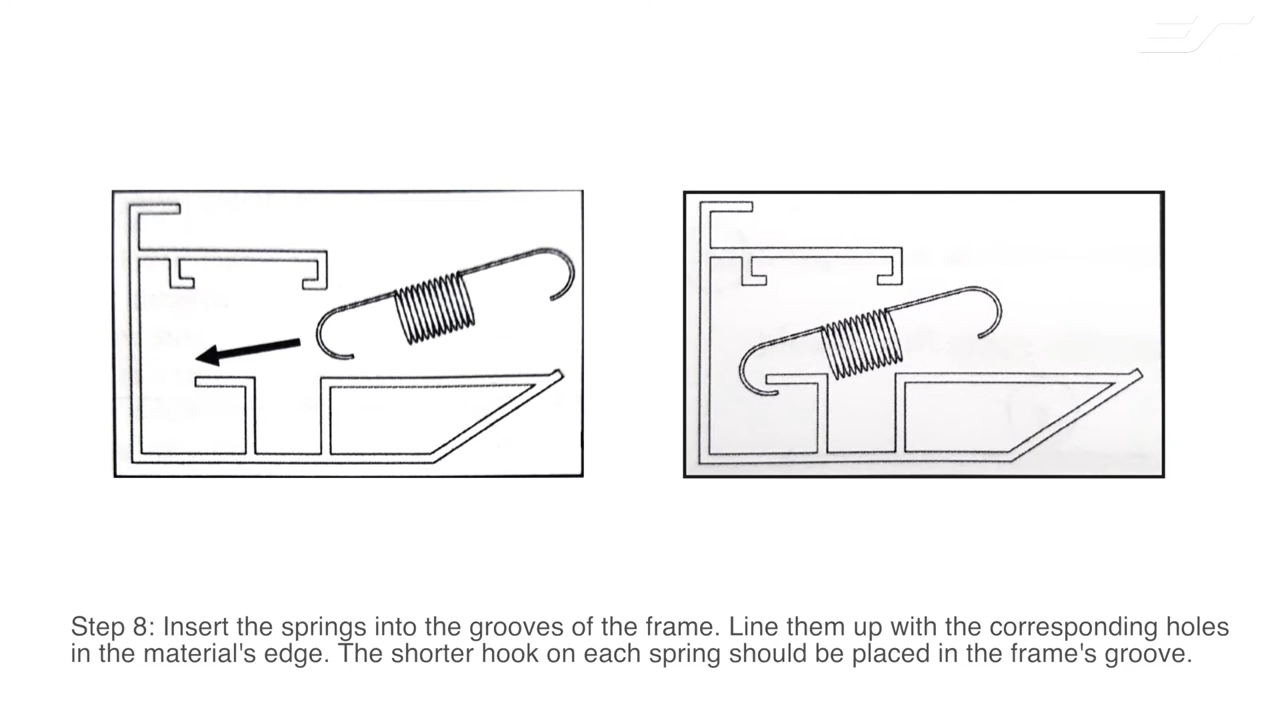 Step 8: Insert the springs into the grooves of the frame. Line them up with the corresponding holes
in the material's edge. The shorter hook on each spring should be placed in the frame's groove.